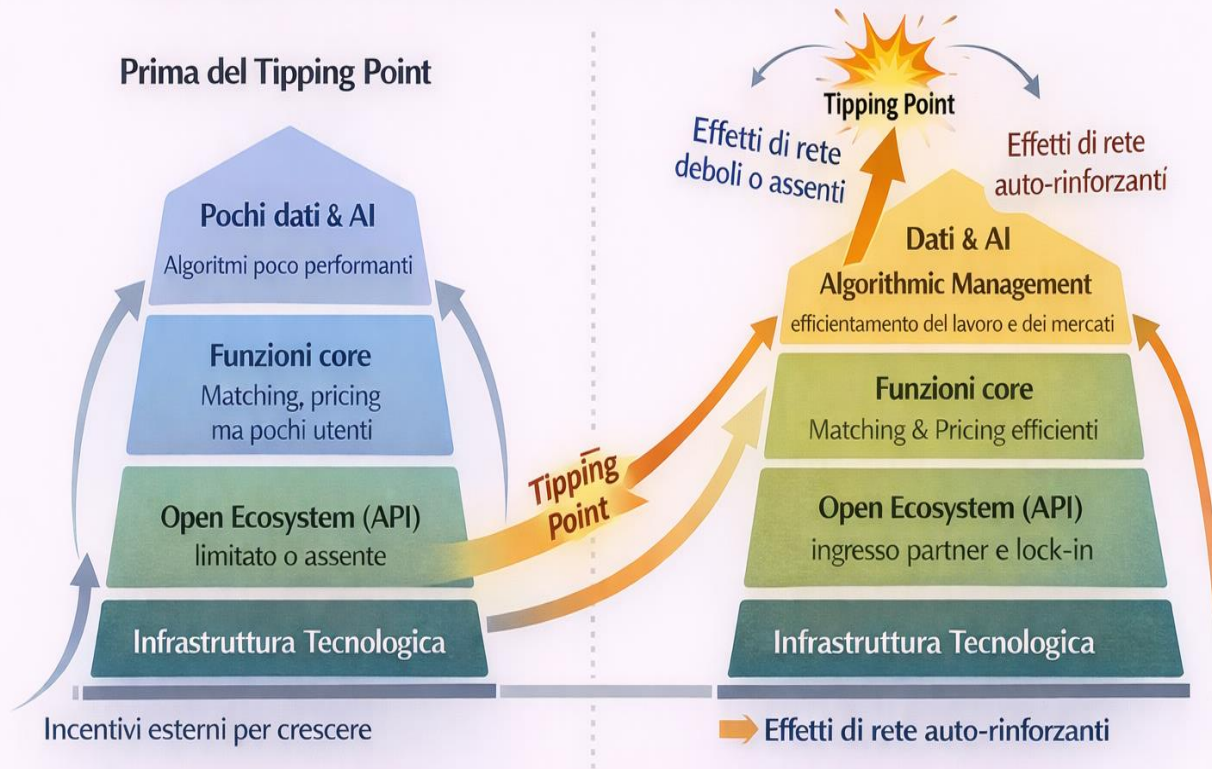 Prima del Tipping Point
Pochi dati & AI
Algoritmi poco performanti
Funzioni core
Matching, pricing
ma pochi utenti
Open Ecosystem (API)
limitato o assente
Infrastruttura Tecnologica
Incentivi esterni per crescere
Tipping
Point
Tipping Point
Effetti di rete
deboli o assenti
Effetti di rete
auto-rinforzantí
Dati & AI
Algorithmic Management
efficientamento del lavoro e dei mercati
Funzioni core
Matching & Pricing efficienti
Open Ecosystem (API)
ingresso partner e lock-in
Infrastruttura Tecnologica
Effetti di rete auto-rinforzanti